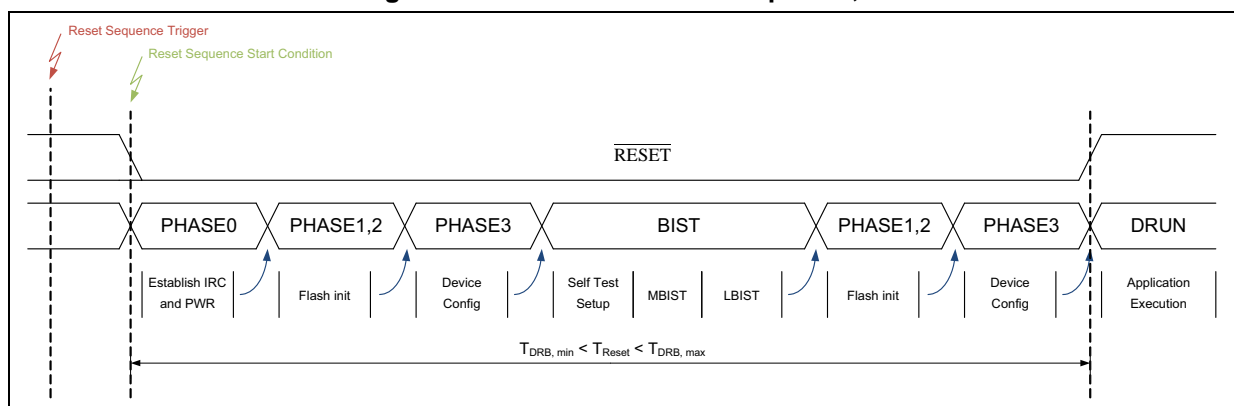 Reset Sequence Trigger
Reset Sequence Start Condition
RESET
PHASE0 PHASE1,2 PHASE3 BIST PHASE1,2 PHASE3 DRUN
Establish IRC and PWR
Flash init
Device Config
Self Test Setup
MBIST
LBIST
Flash init
Device Config
Application Execution
TDRB, min < TReset < TDRB, max